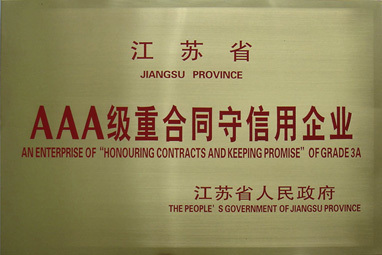 江苏省
JIANGSU PROVINCE
AAA级重合同守信用企业
AN ENTERPRISE OF "HONOURING CONTRACTS AND KEEPING PROMISE" OF GRADE 3A
江苏省人民政府
THE PEOPLE'S GOVERNMENT OF JIANGSU PROVINCE